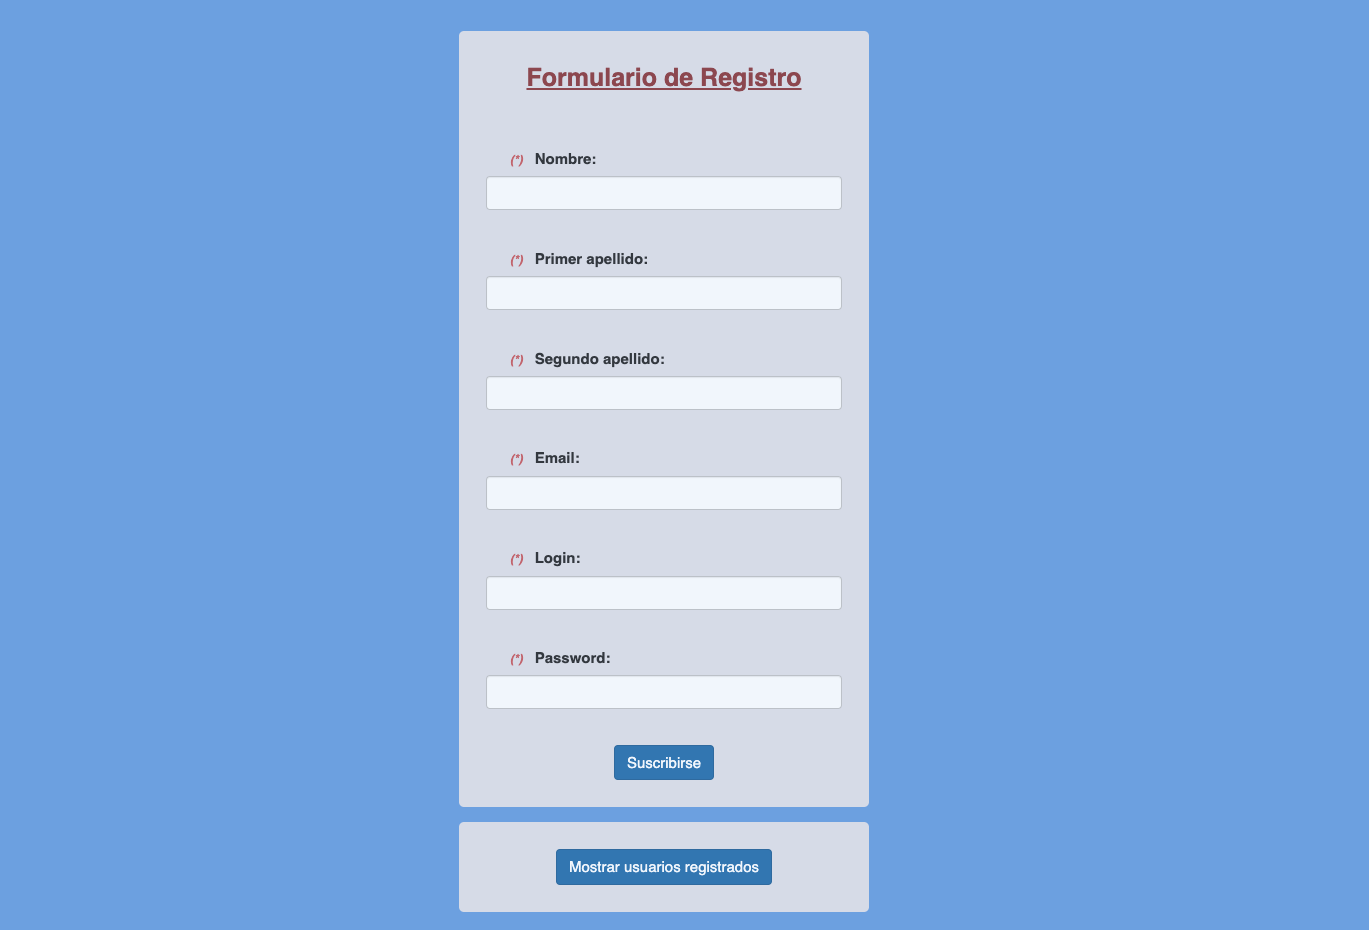 Formulario de Registro
(*) Nombre:
(*) Primer apellido:
(*) Segundo apellido:
(*) Email:
(*) Login:
(*) Password:
Suscribirse
Mostrar usuarios registrados